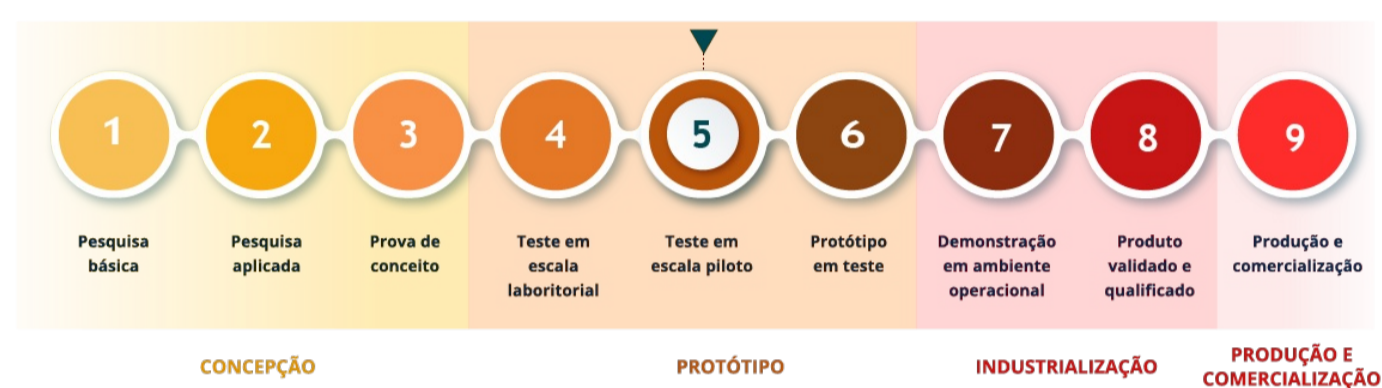 1
2
3
4
5
6
7
8
9
Pesquisa
básica
Pesquisa
aplicada
Prova de
conceito
Teste em
escala
laboritorial
Teste em
escala piloto
Protótipo
em teste
Demonstração
em ambiente
operacional
Produto
validado e
qualificado
Produção e
comercialização
CONCEPÇÃO
PROTÓTIPO
INDUSTRIALIZAÇÃO
PRODUÇÃO E
COMERCIALIZAÇÃO